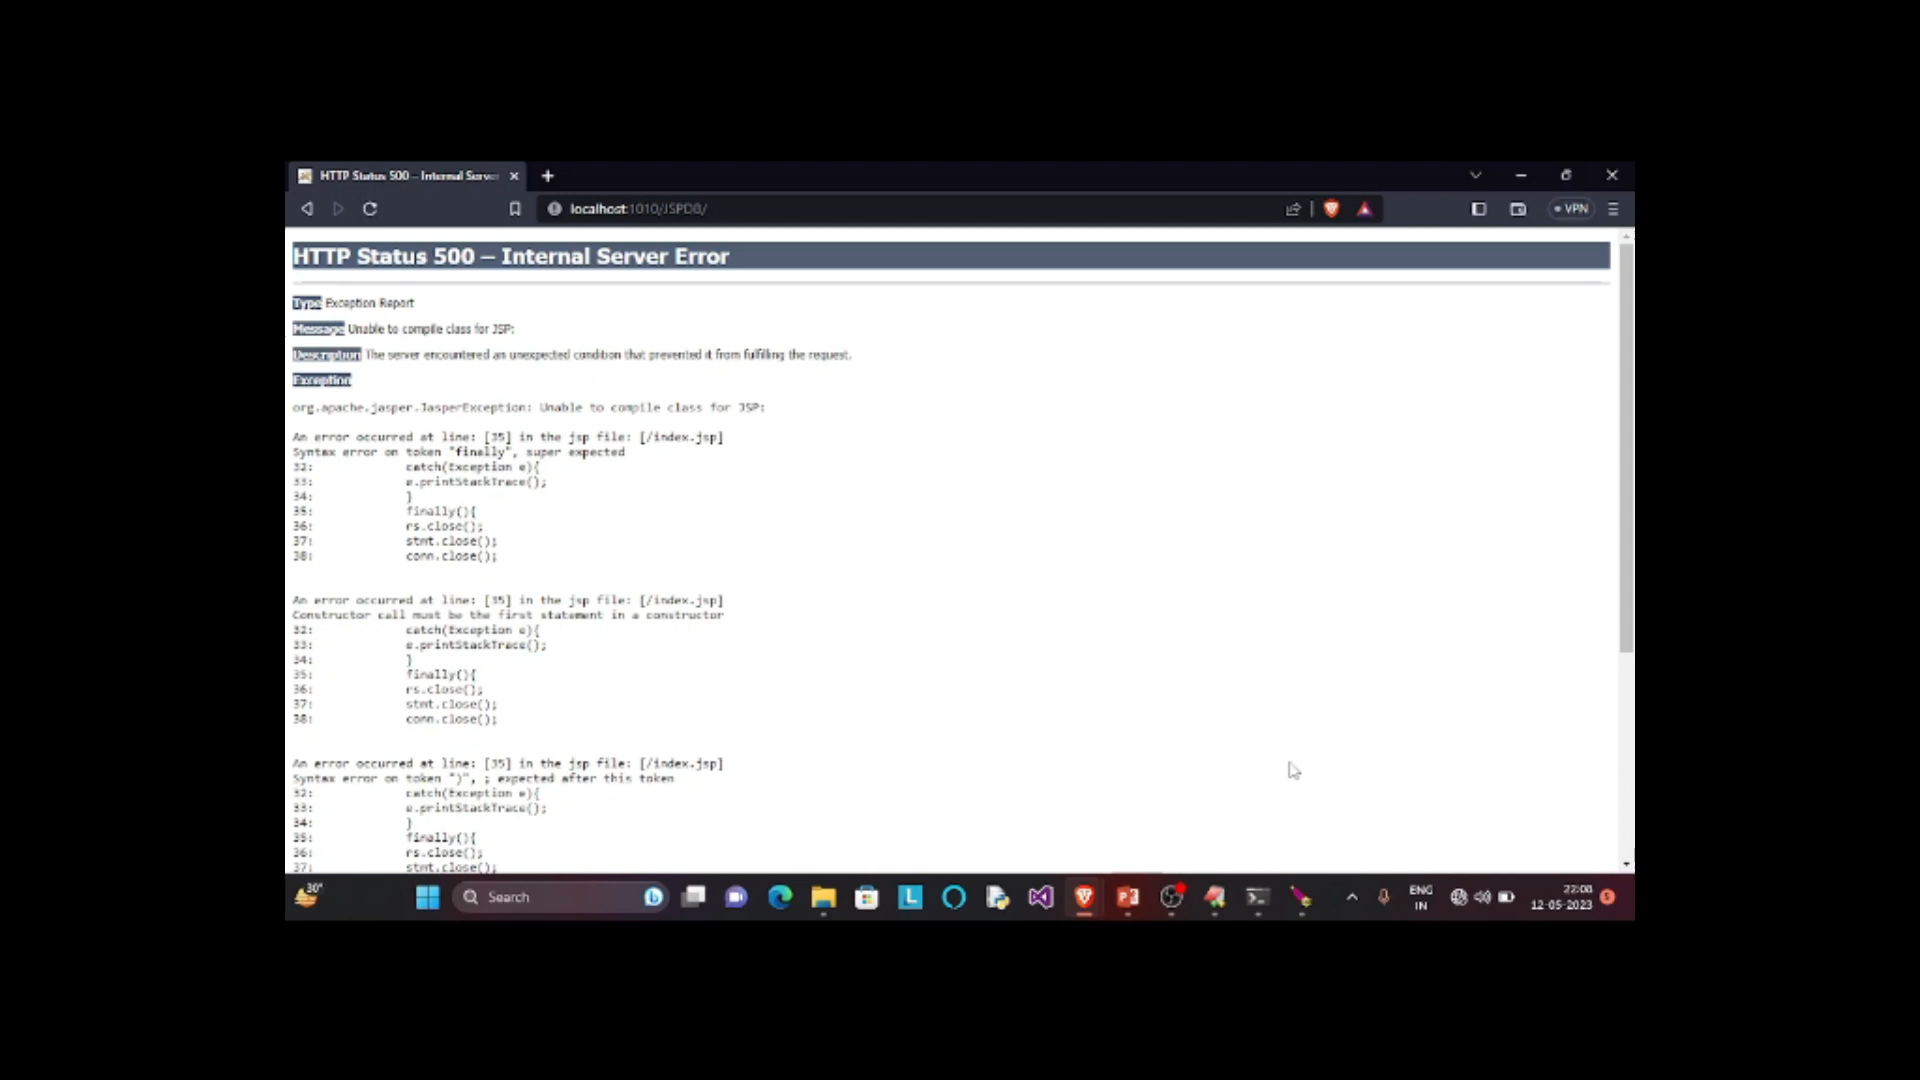 HTTP Status 500 – Internal Server
localhost:1010/JSPDB/
VPN
HTTP Status 500 – Internal Server Error
Type Exception Report
Message Unable to compile class for JSP:
Description The server encountered an unexpected condition that prevented it from fulfilling the request.
Exception
org.apache.jasper.JasperException: Unable to compile class for JSP:
An error occurred at line: [35] in the jsp file: [/index.jsp]
Syntax error on token "finally", super expected
32: catch(Exception e){
33: e.printStackTrace();
34: }
35: finally(){
36: rs.close();
37: stmt.close();
38: conn.close();
An error occurred at line: [35] in the jsp file: [/index.jsp]
Constructor call must be the first statement in a constructor
32: catch(Exception e){
33: e.printStackTrace();
34: }
35: finally(){
36: rs.close();
37: stmt.close();
38: conn.close();
An error occurred at line: [35] in the jsp file: [/index.jsp]
Syntax error on token ")", ; expected after this token
32: catch(Exception e){
33: e.printStackTrace();
34: }
35: finally(){
36: rs.close();
37: stmt.close();
30°
Search
ENG
IN
22:08
12-05-2023